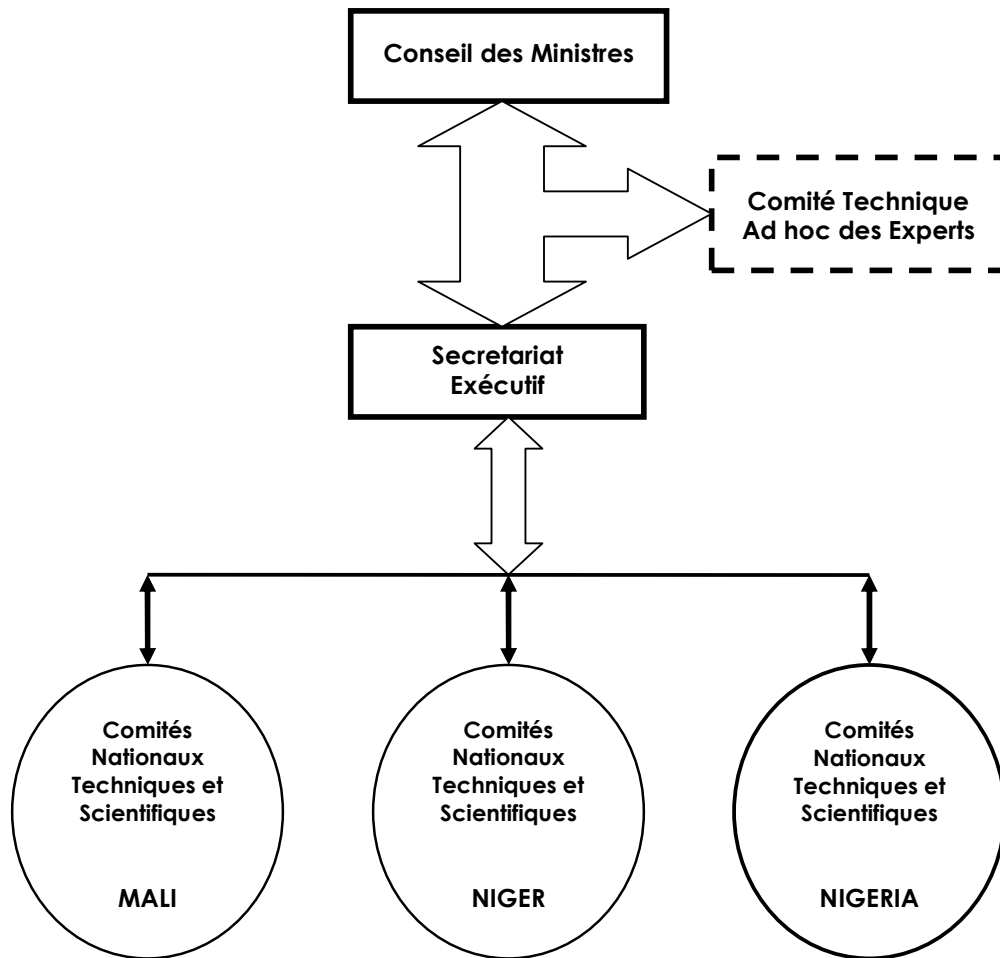 Conseil des Ministres
Comité Technique
Ad hoc des Experts
Secretariat
Exécutif
Comités
Nationaux
Techniques et
Scientifiques
MALI
Comités
Nationaux
Techniques et
Scientifiques
NIGER
Comités
Nationaux
Techniques et
Scientifiques
NIGERIA